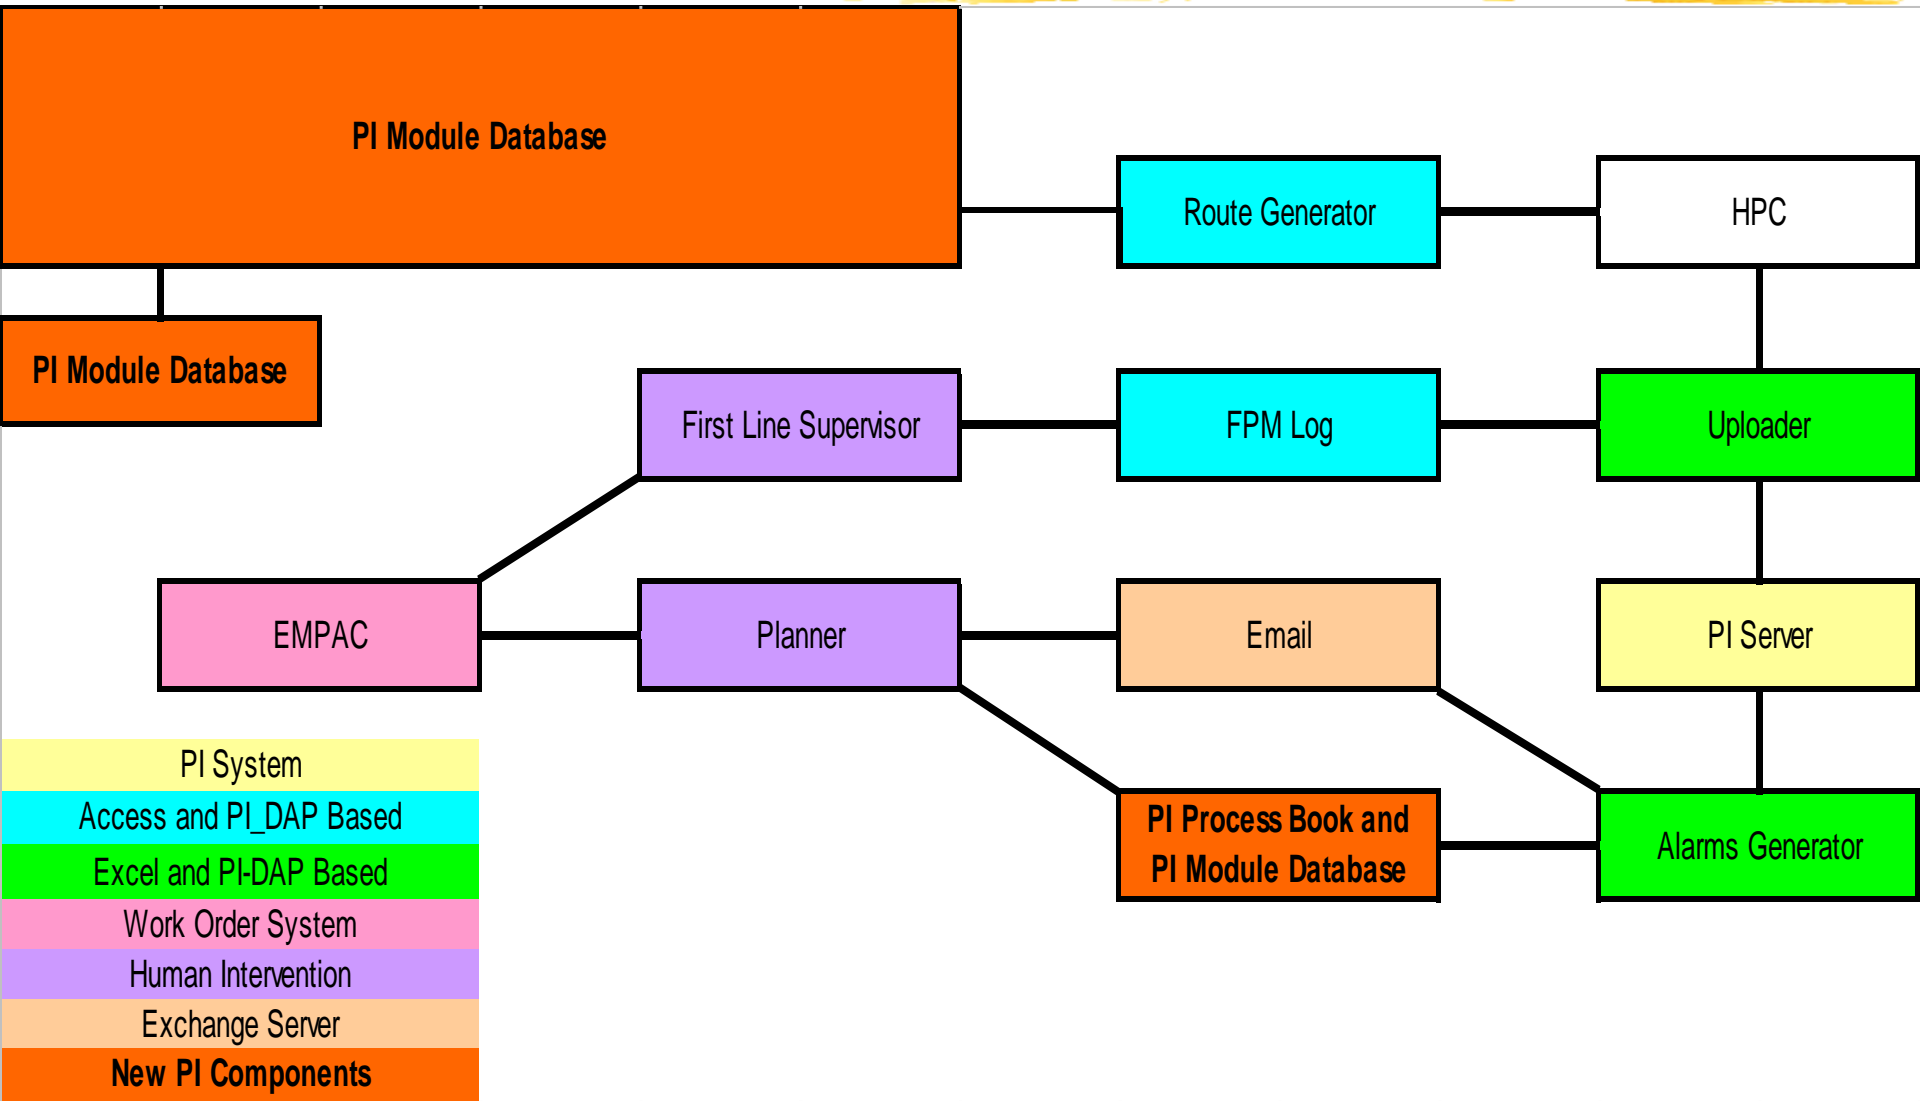 PI Module Database
Route Generator
HPC
PI Module Database
First Line Supervisor
FPM Log
Uploader
EMPAC
Planner
Email
PI Server
PI Process Book and
PI Module Database
Alarms Generator
PI System
Access and PI_DAP Based
Excel and PI-DAP Based
Work Order System
Human Intervention
Exchange Server
New PI Components